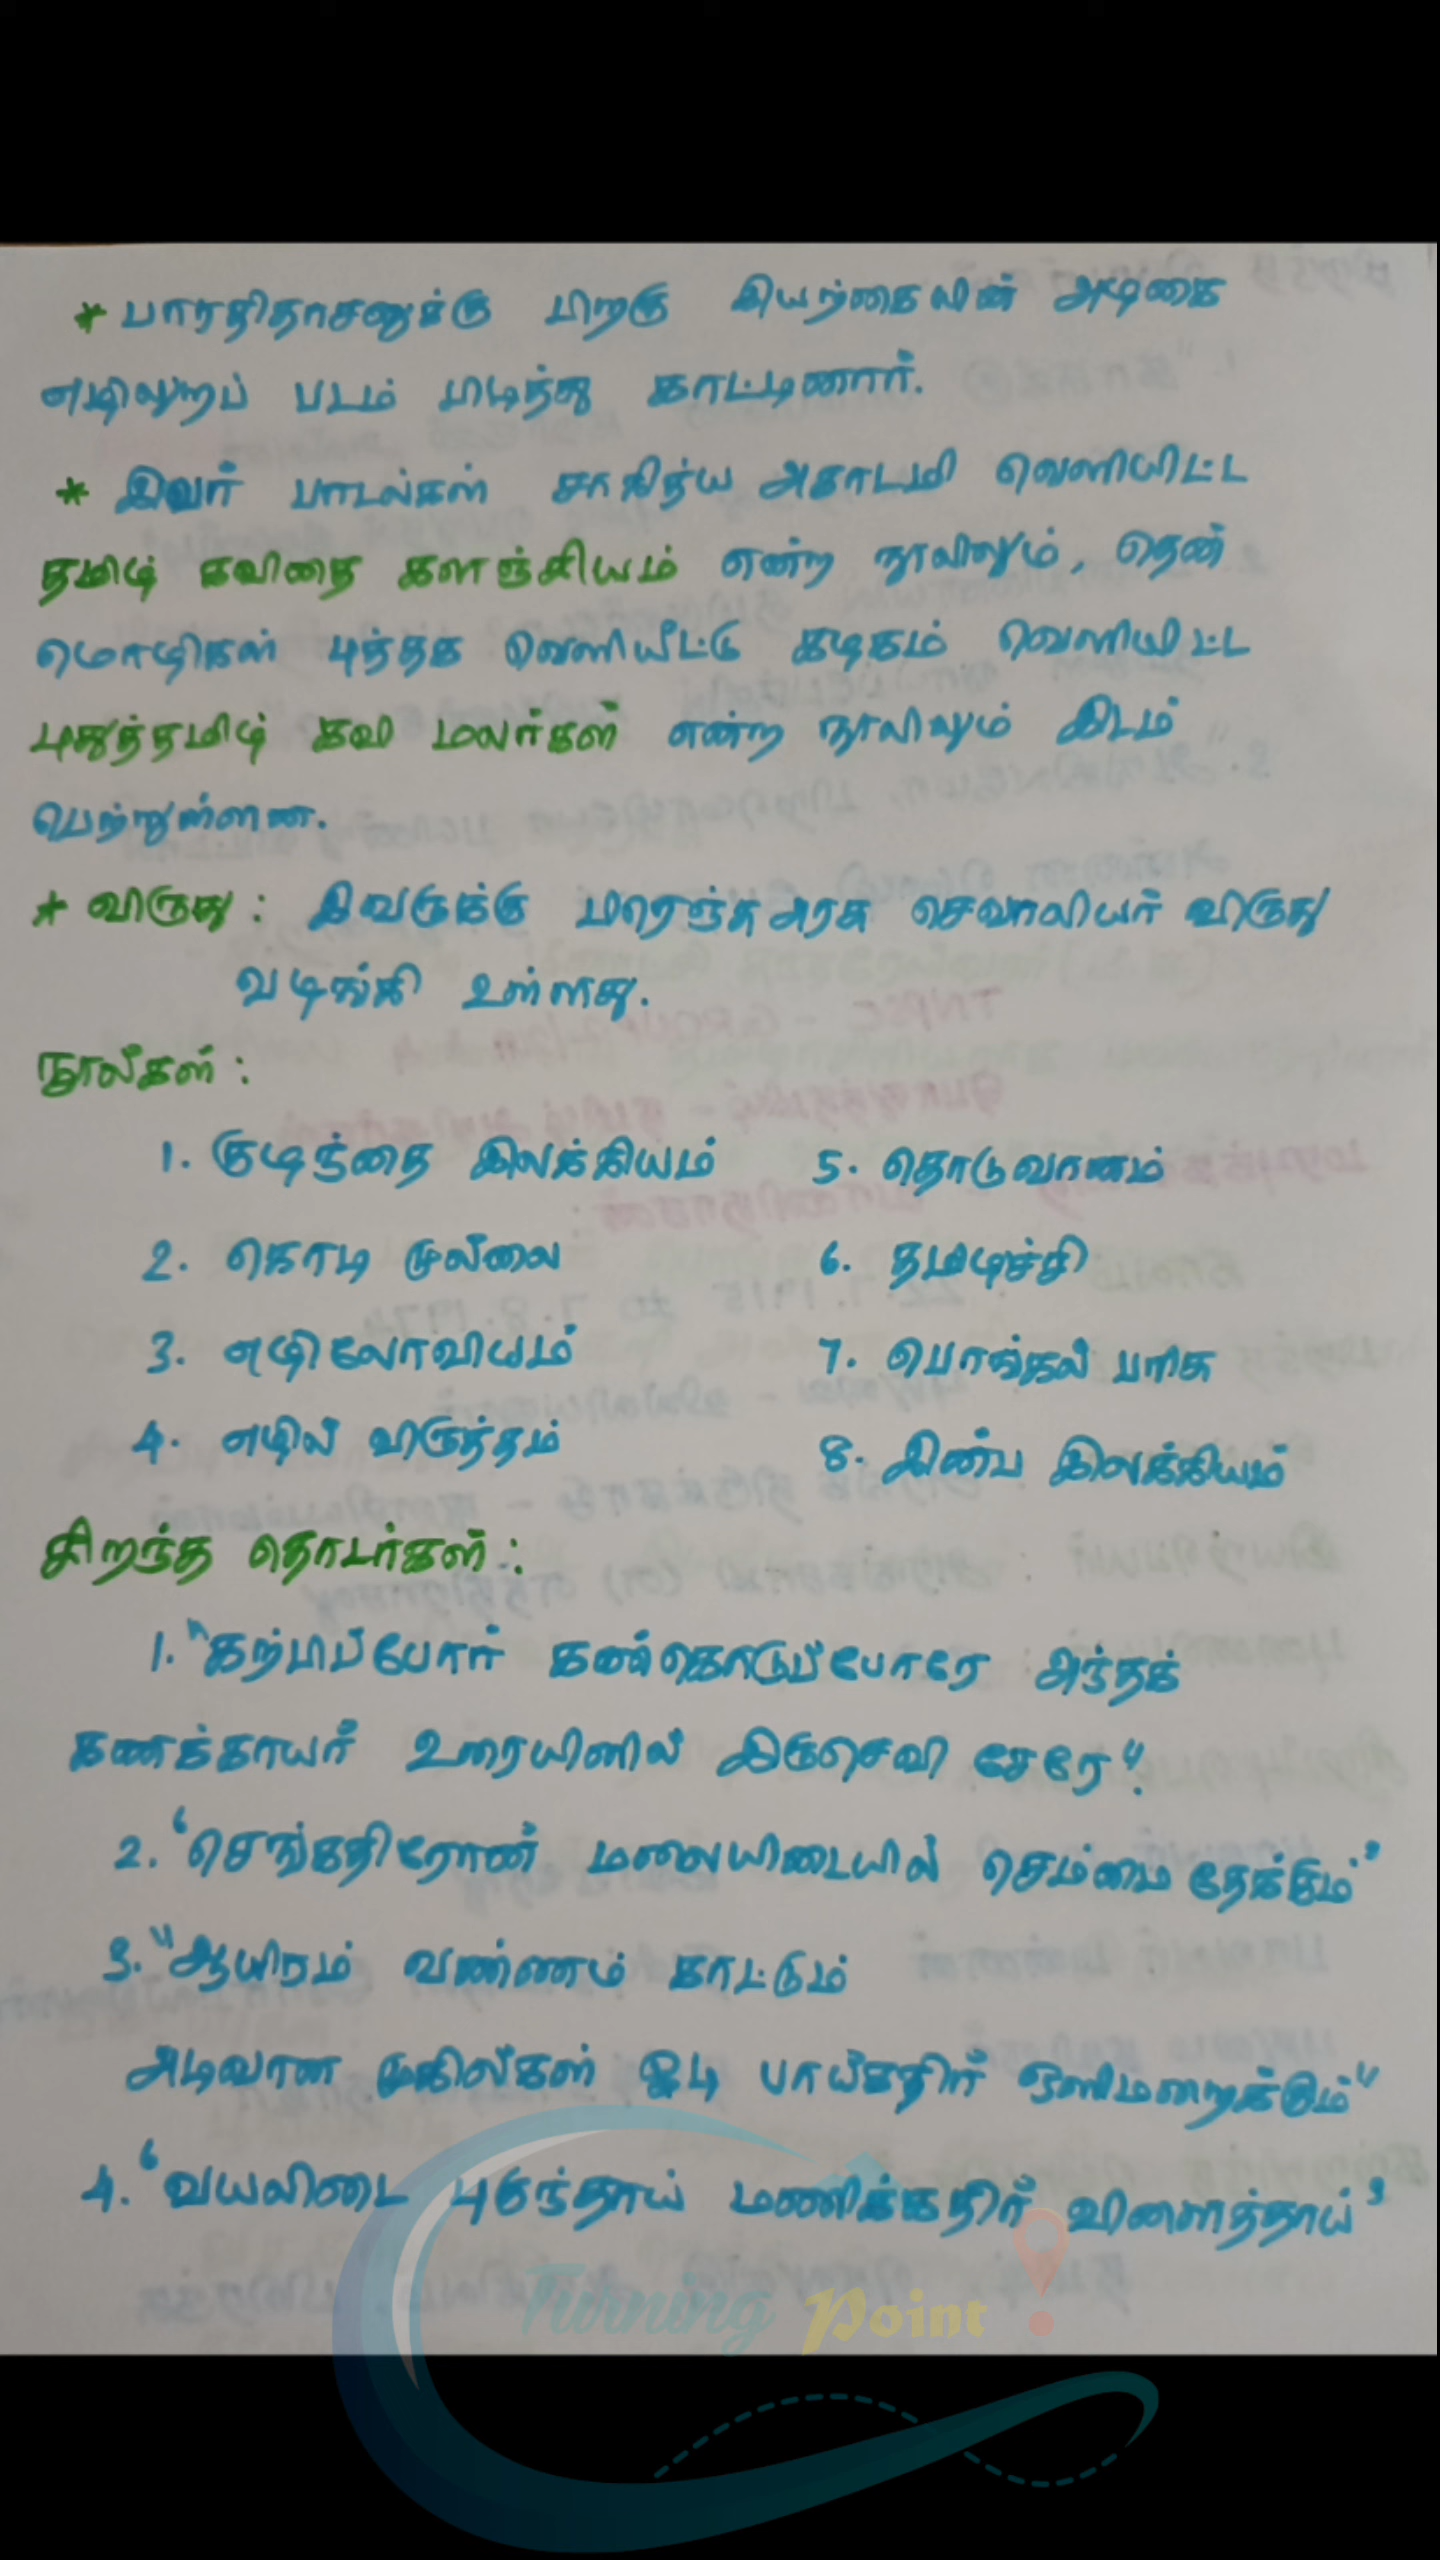 * பாரதிதாசனுக்கு பிறகு இயற்கையின் அழகை
எழிலுறப் படம் பிடித்து காட்டினார்.
* இவர் பாடல்கள் சாகித்ய அகாடமி வெளியிட்ட
தமிழ் கவிதை களஞ்சியம் என்ற நூலிலும், தென்
மொழிகள் புத்தக வெளியீட்டு கழகம் வெளியிட்ட
புதுத்தமிழ் கவி மலர்கள் என்ற நூலிலும் இடம்
பெற்றுள்ளன.
* விருது : இவருக்கு பிரெஞ்சு அரசு செவாலியர் விருது
வழங்கி உள்ளது.
நூல்கள் :
1. குழந்தை இலக்கியம் 5. தொடுவானம்
2. கொடி முல்லை 6. தமிழச்சி
3. எழிலோவியம் 7. பொங்கல் பரிசு
4. எழில் விருத்தம் 8. இன்ப இலக்கியம்
சிறந்த தொடர்கள் :
1. "கற்பிப்போர் கண்கொடுப்போரே அந்தக்
கணக்காயர் உரையினில் இருசெவி சேரே".
2. 'செங்கதிரோன் மலையிடையில் செம்மை தேக்கும்.'
3. "ஆயிரம் வண்ணம் காட்டும்
அடிவான முகில்கள் ஓடி பாய்கதிர் ஒளிமறைக்கும்"
4. 'வயலிடை புகுந்தாய் மணிக்கதிர் விளைத்தாய்'
Turning Point